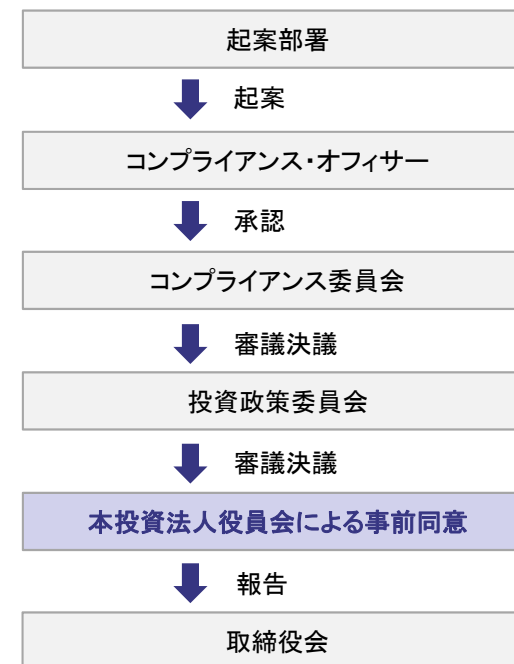 起案部署
起案
コンプライアンス・オフィサー
承認
コンプライアンス委員会
審議決議
投資政策委員会
審議決議
本投資法人役員会による事前同意
報告
取締役会